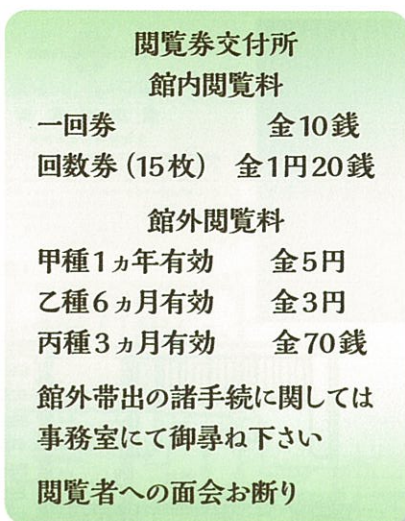 閲覧券交付所
館内閲覧料
一回券 金10銭
回数券（15枚） 金1円20銭
館外閲覧料
甲種1ヵ年有効 金5円
乙種6ヵ月有効 金3円
丙種3ヵ月有効 金70銭
館外帯出の諸手続に関しては
事務室にて御尋ね下さい
閲覧者への面会お断り